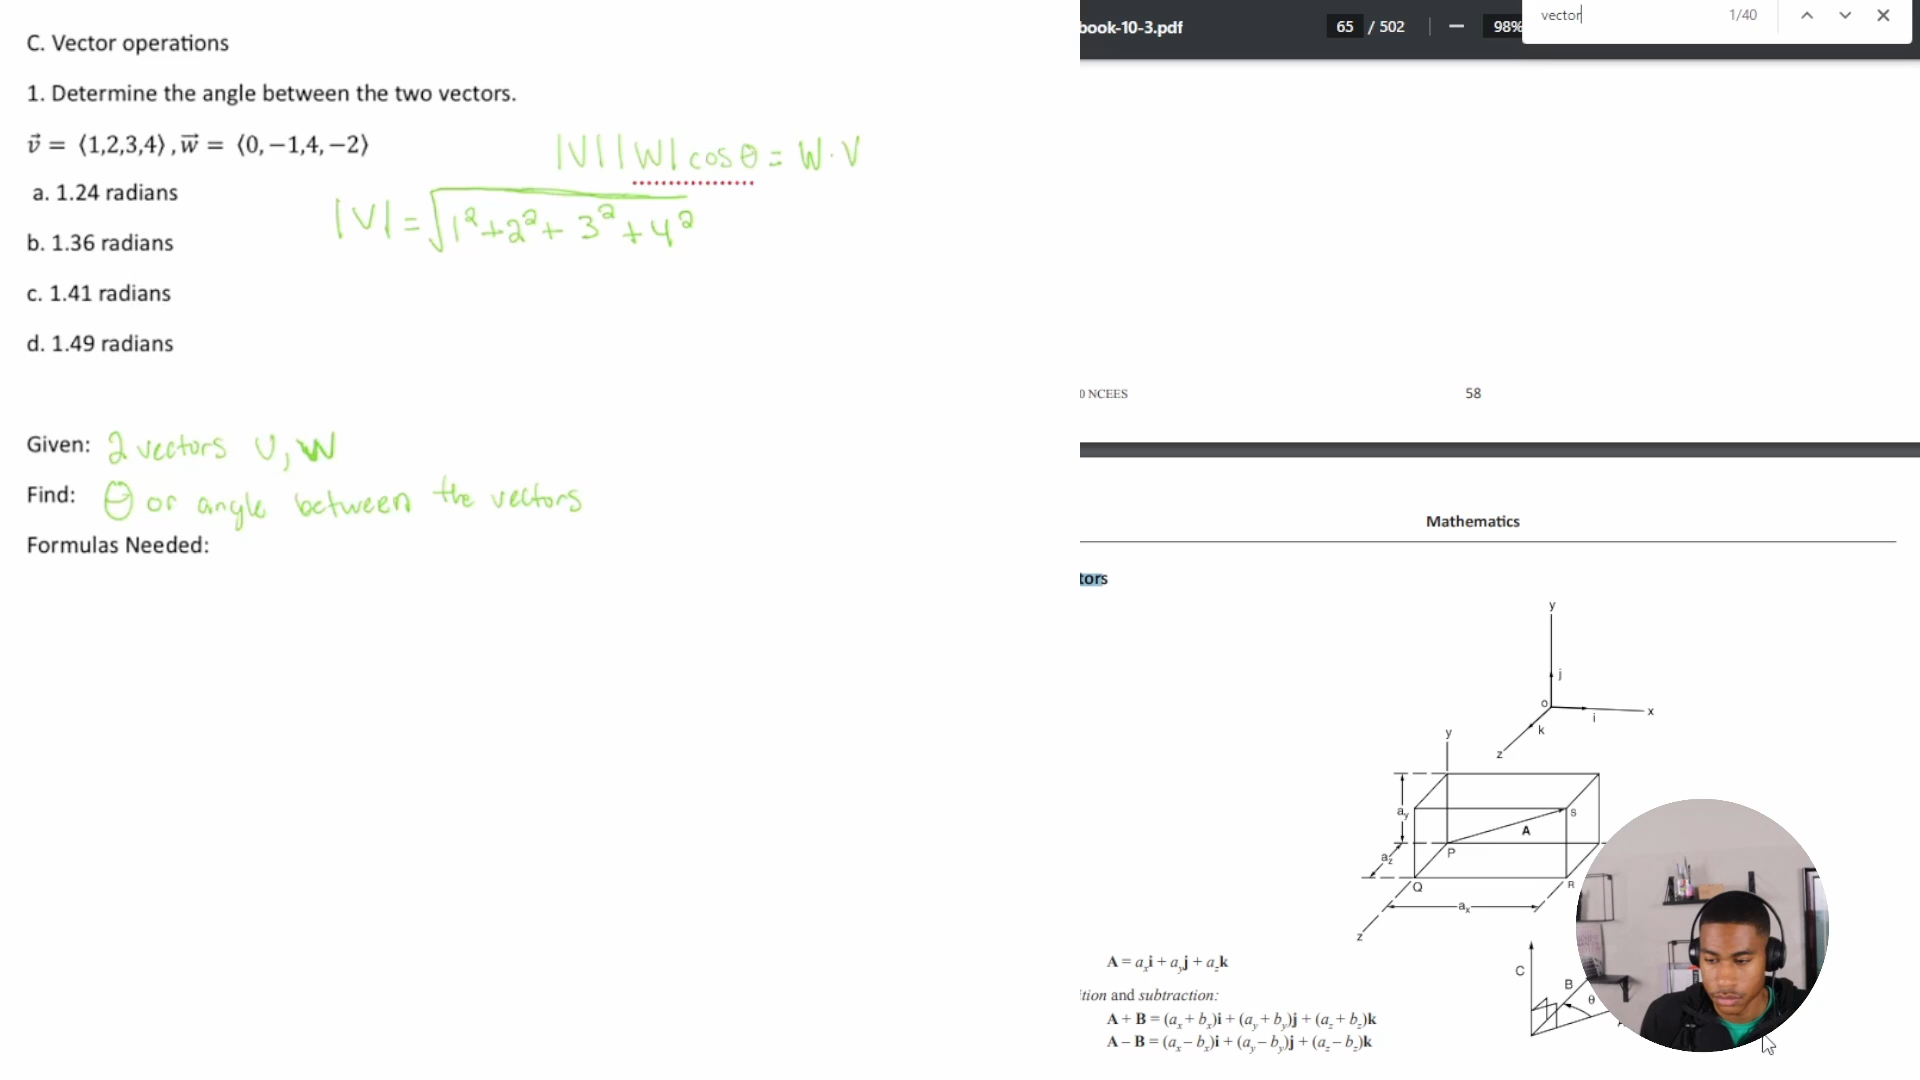 C. Vector operations
1. Determine the angle between the two vectors.
v⃗ = ⟨1,2,3,4⟩ , w⃗ = ⟨0, −1,4, −2⟩
|V| |W| cos θ = W · V
a. 1.24 radians
|V| = √1² + 2² + 3² + 4²
b. 1.36 radians
c. 1.41 radians
d. 1.49 radians
Given: 2 vectors V, W
Find: θ or angle between the vectors
Formulas Needed:
book-10-3.pdf
65 / 502
98%
vector
1/40
0 NCEES
58
Mathematics
tors
y
j
o
i
x
k
z
y
a_y
S
A
P
a_z
Q
R
a_x
z
A = a_x i + a_y j + a_z k
C
B
θ
ition and subtraction:
A + B = (a_x + b_x)i + (a_y + b_y)j + (a_z + b_z)k
A − B = (a_x − b_x)i + (a_y − b_y)j + (a_z − b_z)k